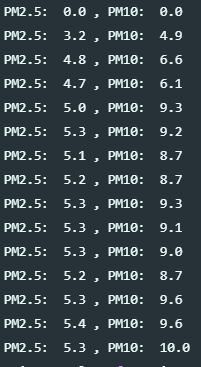 PM2.5:  0.0 , PM10:  0.0
PM2.5:  3.2 , PM10:  4.9
PM2.5:  4.8 , PM10:  6.6
PM2.5:  4.7 , PM10:  6.1
PM2.5:  5.0 , PM10:  9.3
PM2.5:  5.3 , PM10:  9.2
PM2.5:  5.1 , PM10:  8.7
PM2.5:  5.2 , PM10:  8.7
PM2.5:  5.3 , PM10:  9.3
PM2.5:  5.3 , PM10:  9.1
PM2.5:  5.3 , PM10:  9.0
PM2.5:  5.2 , PM10:  8.7
PM2.5:  5.3 , PM10:  9.6
PM2.5:  5.4 , PM10:  9.6
PM2.5:  5.3 , PM10:  10.0